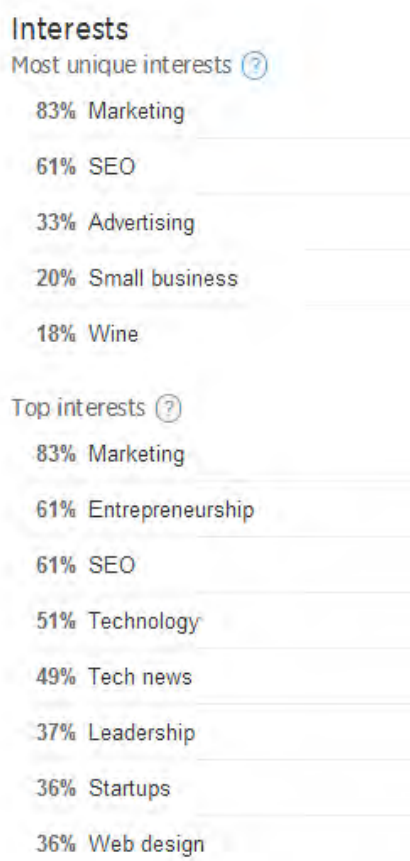 Interests
Most unique interests ?
83% Marketing
61% SEO
33% Advertising
20% Small business
18% Wine
Top interests ?
83% Marketing
61% Entrepreneurship
61% SEO
51% Technology
49% Tech news
37% Leadership
36% Startups
36% Web design